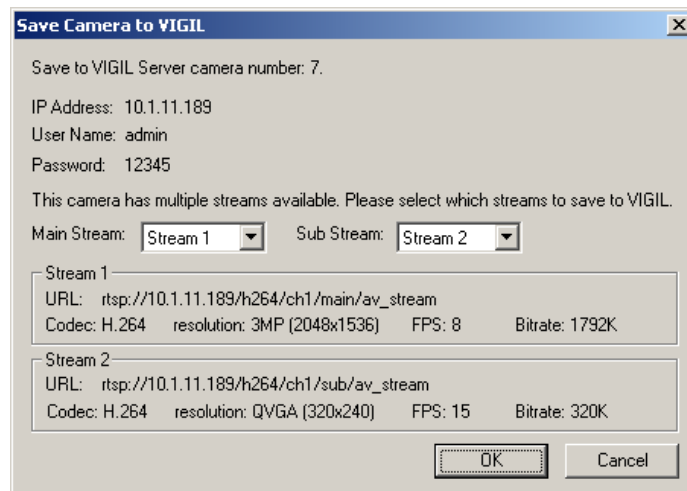 Save Camera to VIGIL
Save to VIGIL Server camera number: 7.
IP Address: 10.1.11.189
User Name: admin
Password: 12345
This camera has multiple streams available. Please select which streams to save to VIGIL.
Main Stream: Stream 1 Sub Stream: Stream 2
Stream 1
URL: rtsp://10.1.11.189/h264/ch1/main/av_stream
Codec: H.264 resolution: 3MP (2048x1536) FPS: 8 Bitrate: 1792K
Stream 2
URL: rtsp://10.1.11.189/h264/ch1/sub/av_stream
Codec: H.264 resolution: QVGA (320x240) FPS: 15 Bitrate: 320K
OK Cancel